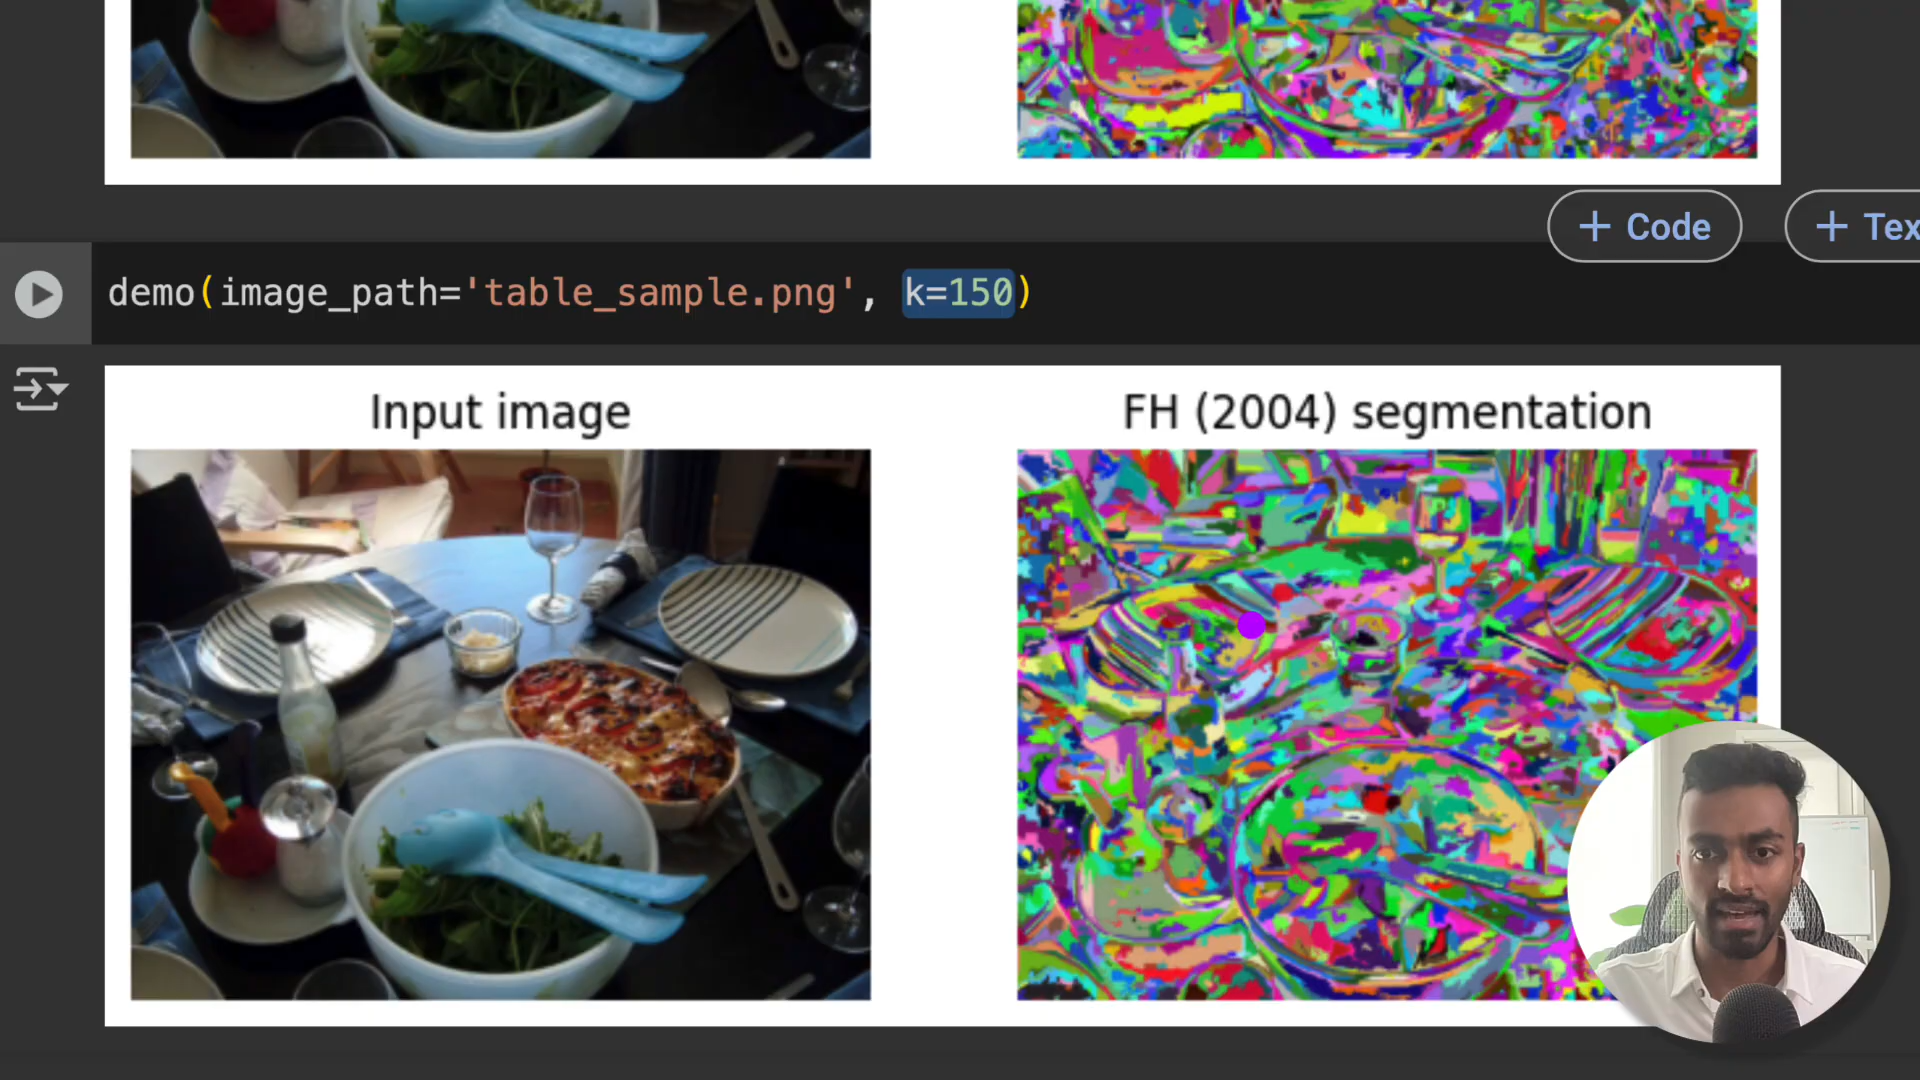 + Code
+ Tex
demo(image_path='table_sample.png', k=150)
Input image
FH (2004) segmentation